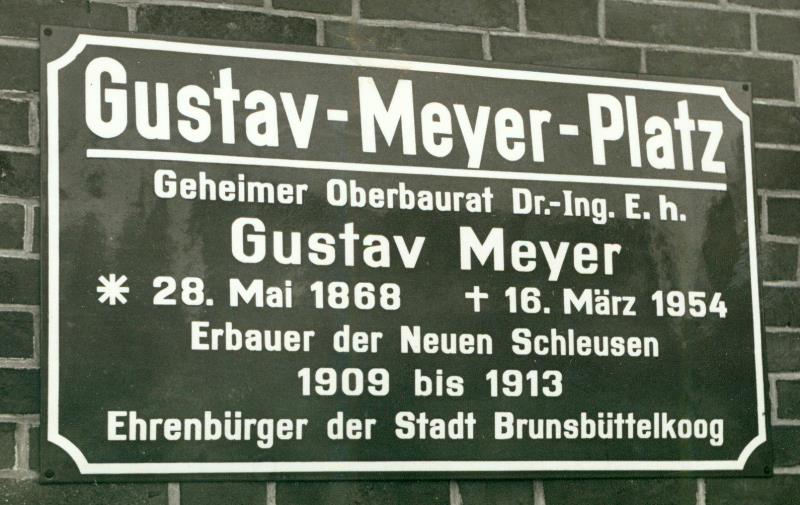 Gustav-Meyer-Platz
Geheimer Oberbaurat Dr.-Ing. E. h.
Gustav Meyer
* 28. Mai 1868 † 16. März 1954
Erbauer der Neuen Schleusen
1909 bis 1913
Ehrenbürger der Stadt Brunsbüttelkoog